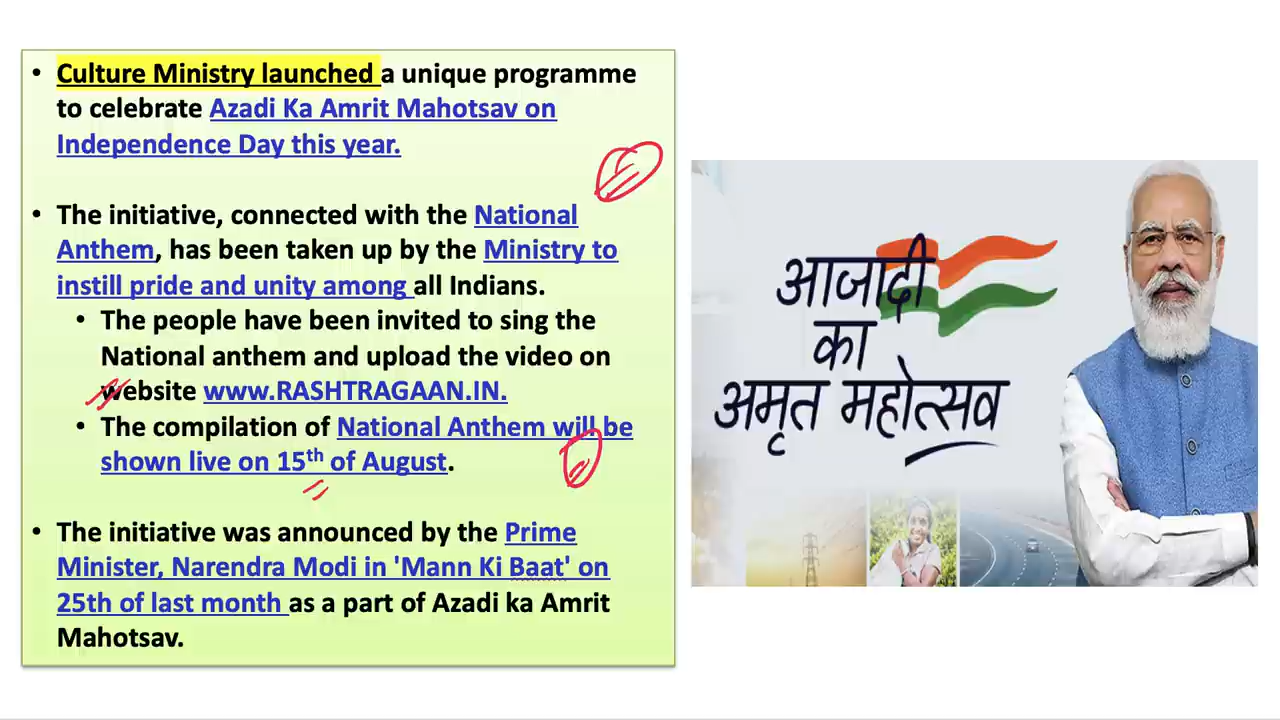 • Culture Ministry launched a unique programme
to celebrate Azadi Ka Amrit Mahotsav on
Independence Day this year.
• The initiative, connected with the National
Anthem, has been taken up by the Ministry to
instill pride and unity among all Indians.
• The people have been invited to sing the
National anthem and upload the video on
website www.RASHTRAGAAN.IN.
• The compilation of National Anthem will be
shown live on 15th of August.
• The initiative was announced by the Prime
Minister, Narendra Modi in 'Mann Ki Baat' on
25th of last month as a part of Azadi ka Amrit
Mahotsav.
आजादी
का
अमृत महोत्सव